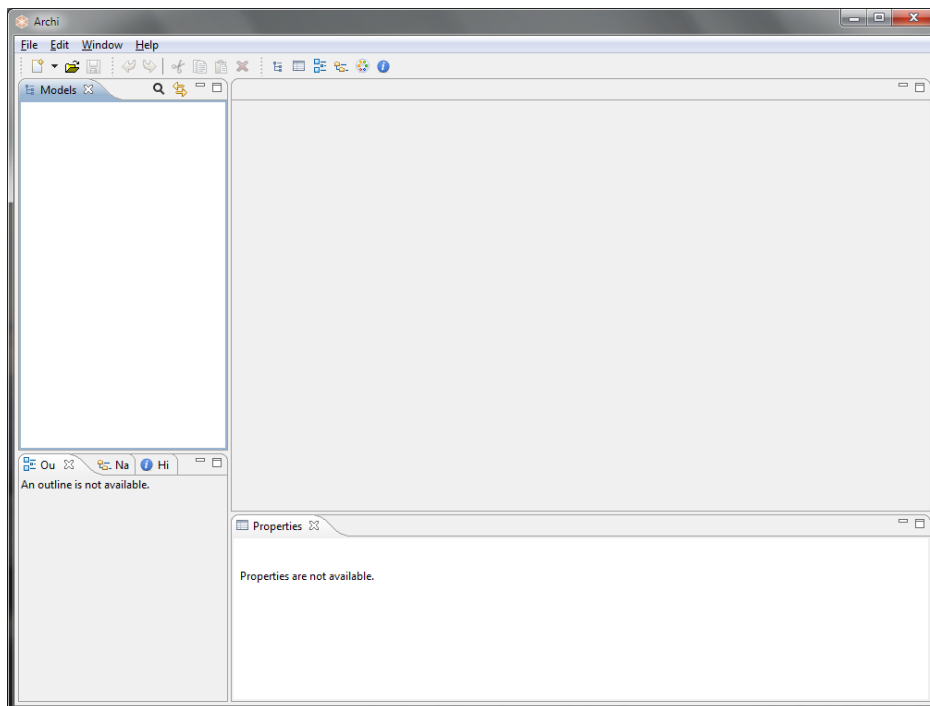 Archi
File Edit Window Help
Models
Ou Na Hi
An outline is not available.
Properties
Properties are not available.